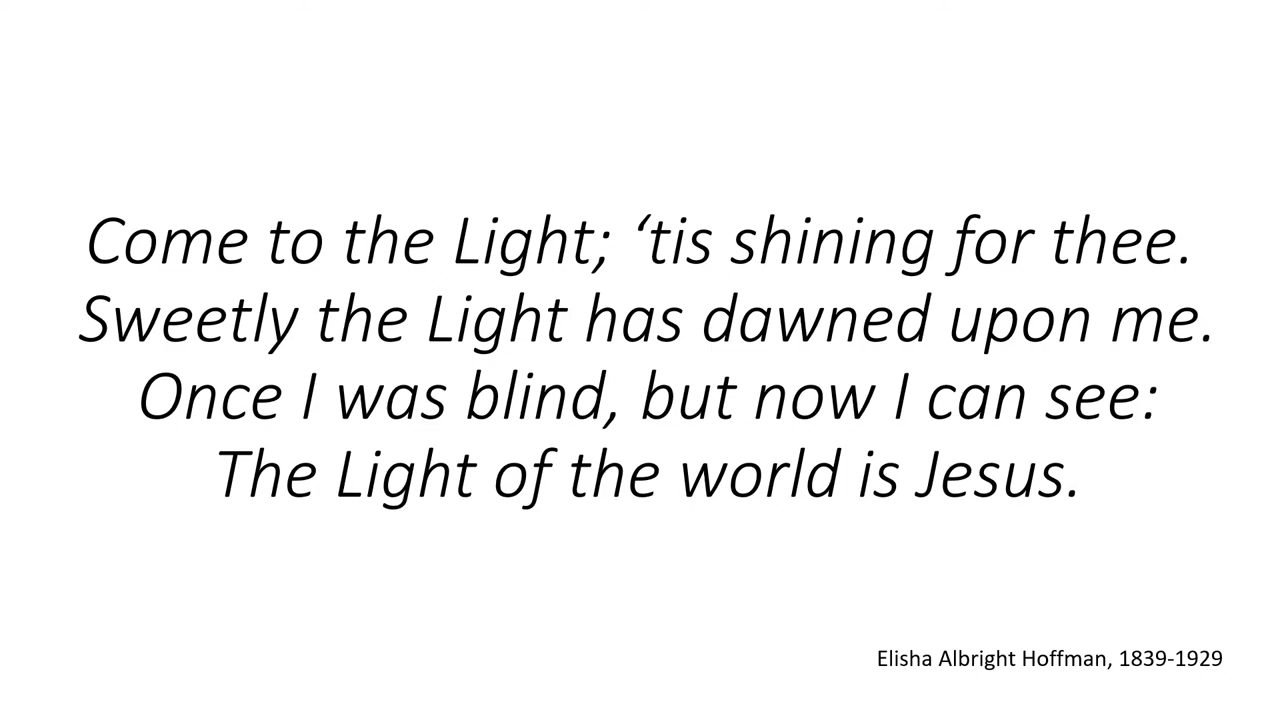 Come to the Light; ‘tis shining for thee.
Sweetly the Light has dawned upon me.
Once I was blind, but now I can see:
The Light of the world is Jesus.
Elisha Albright Hoffman, 1839-1929